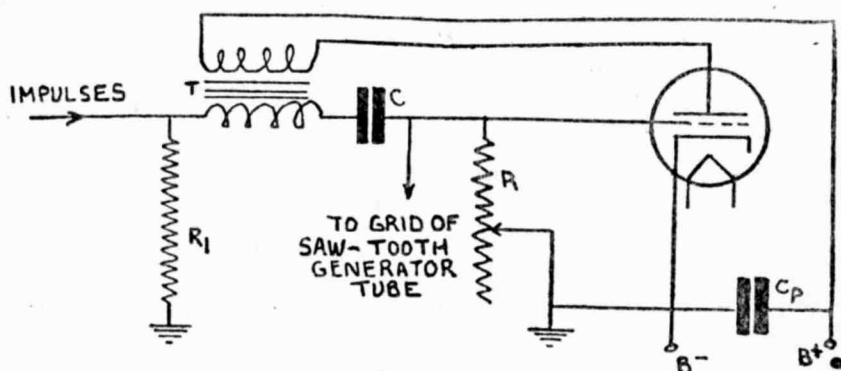 IMPULSES
T
C
R1
TO GRID OF
SAW-TOOTH
GENERATOR
TUBE
R
CP
B-
B+